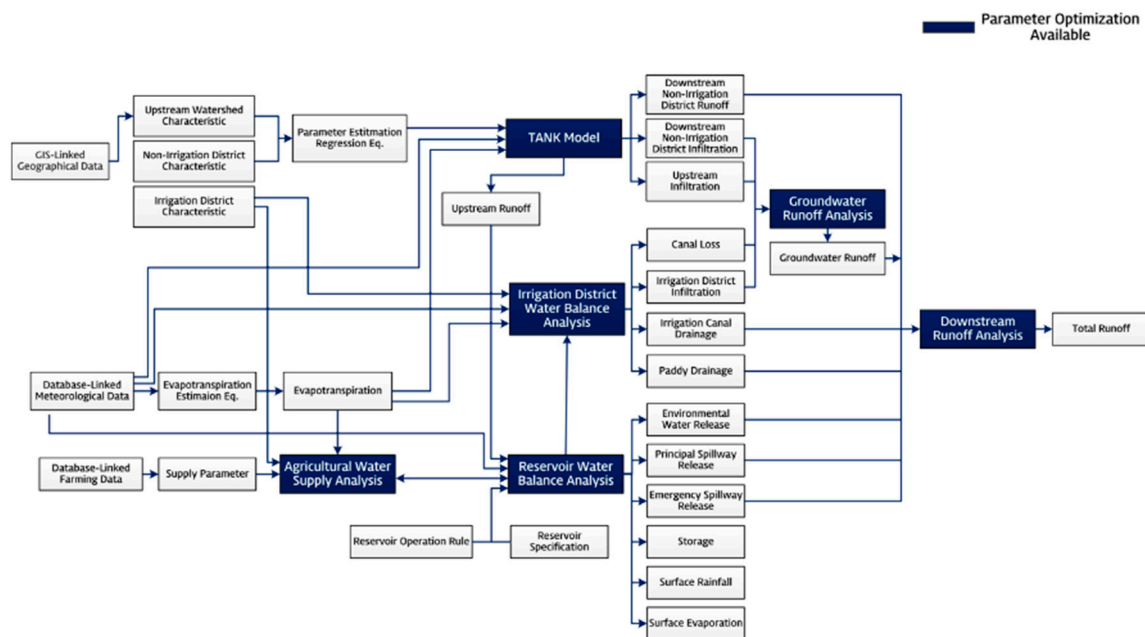 Parameter Optimization
Available
Upstream Watershed
Characteristic
GIS-Linked
Geographical Data
Non-Irrigation District
Characteristic
Irrigation District
Characteristic
Parameter Estitmation
Regression Eq.
TANK Model
Upstream Runoff
Downstream
Non-Irrigation
District Runoff
Downstream
Non-Irrigation
District Infiltration
Upstream
Infiltration
Groundwater
Runoff Analysis
Groundwater Runoff
Canal Loss
Irrigation District
Infiltration
Irrigation District
Water Balance
Analysis
Irrigation Canal
Drainage
Paddy Drainage
Downstream
Runoff Analysis
Total Runoff
Database-Linked
Meteorological Data
Evapotranspiration
Estimaion Eq.
Evapotranspiration
Database-Linked
Farming Data
Supply Parameter
Agricultural Water
Supply Analysis
Reservoir Water
Balance Analysis
Environmental
Water Release
Principal Spillway
Release
Emergency Spillway
Release
Reservoir Operation Rule
Reservoir
Specification
Storage
Surface Rainfall
Surface Evaporation